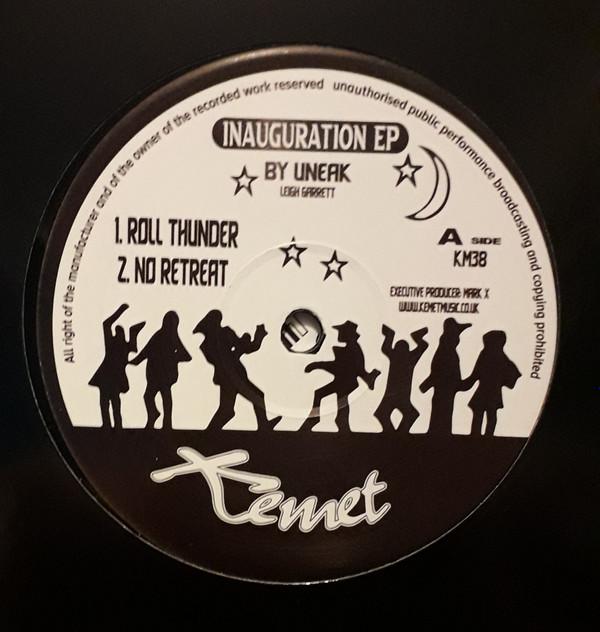 All right of the manufacturer and of the owner of the recorded work reserved unauthorised public performance broadcasting and copying prohibited
INAUGURATION EP
BY UNEAK
LEIGH GARRETT
1. ROLL THUNDER
2. NO RETREAT
A SIDE
KM38
EXECUTIVE PRODUCER: MARK X
WWW.KEMETMUSIC.CO.UK
Kemet